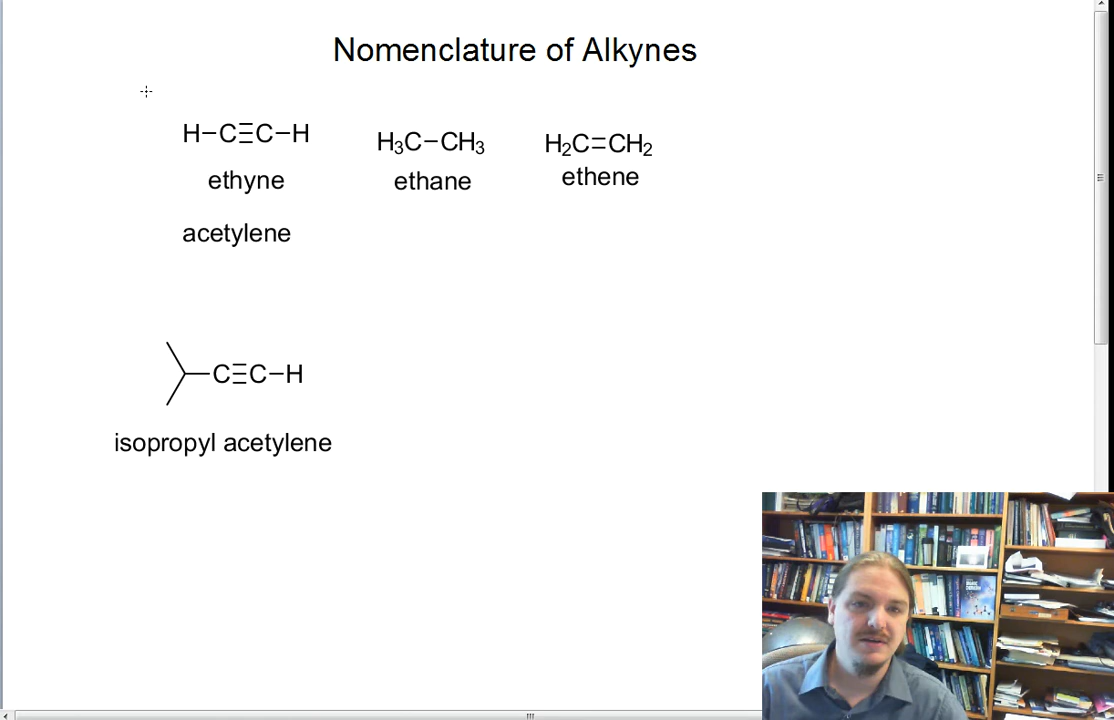 Nomenclature of Alkynes
H–C≡C–H
H₃C–CH₃
H₂C=CH₂
ethyne
ethane
ethene
acetylene
C≡C–H
isopropyl acetylene